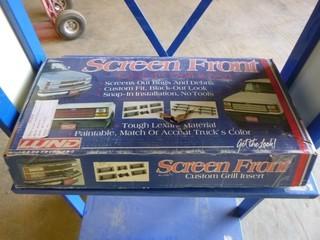 Screen Front
Screens-Out Bugs And Debris
Custom Fit, Black-Out Look
Snap-In Installation, No Tools
Tough Lexan Material
Paintable, Match Or Accent Truck's Color
LUND
Get the Look!
Screen Front
Custom Grill Insert